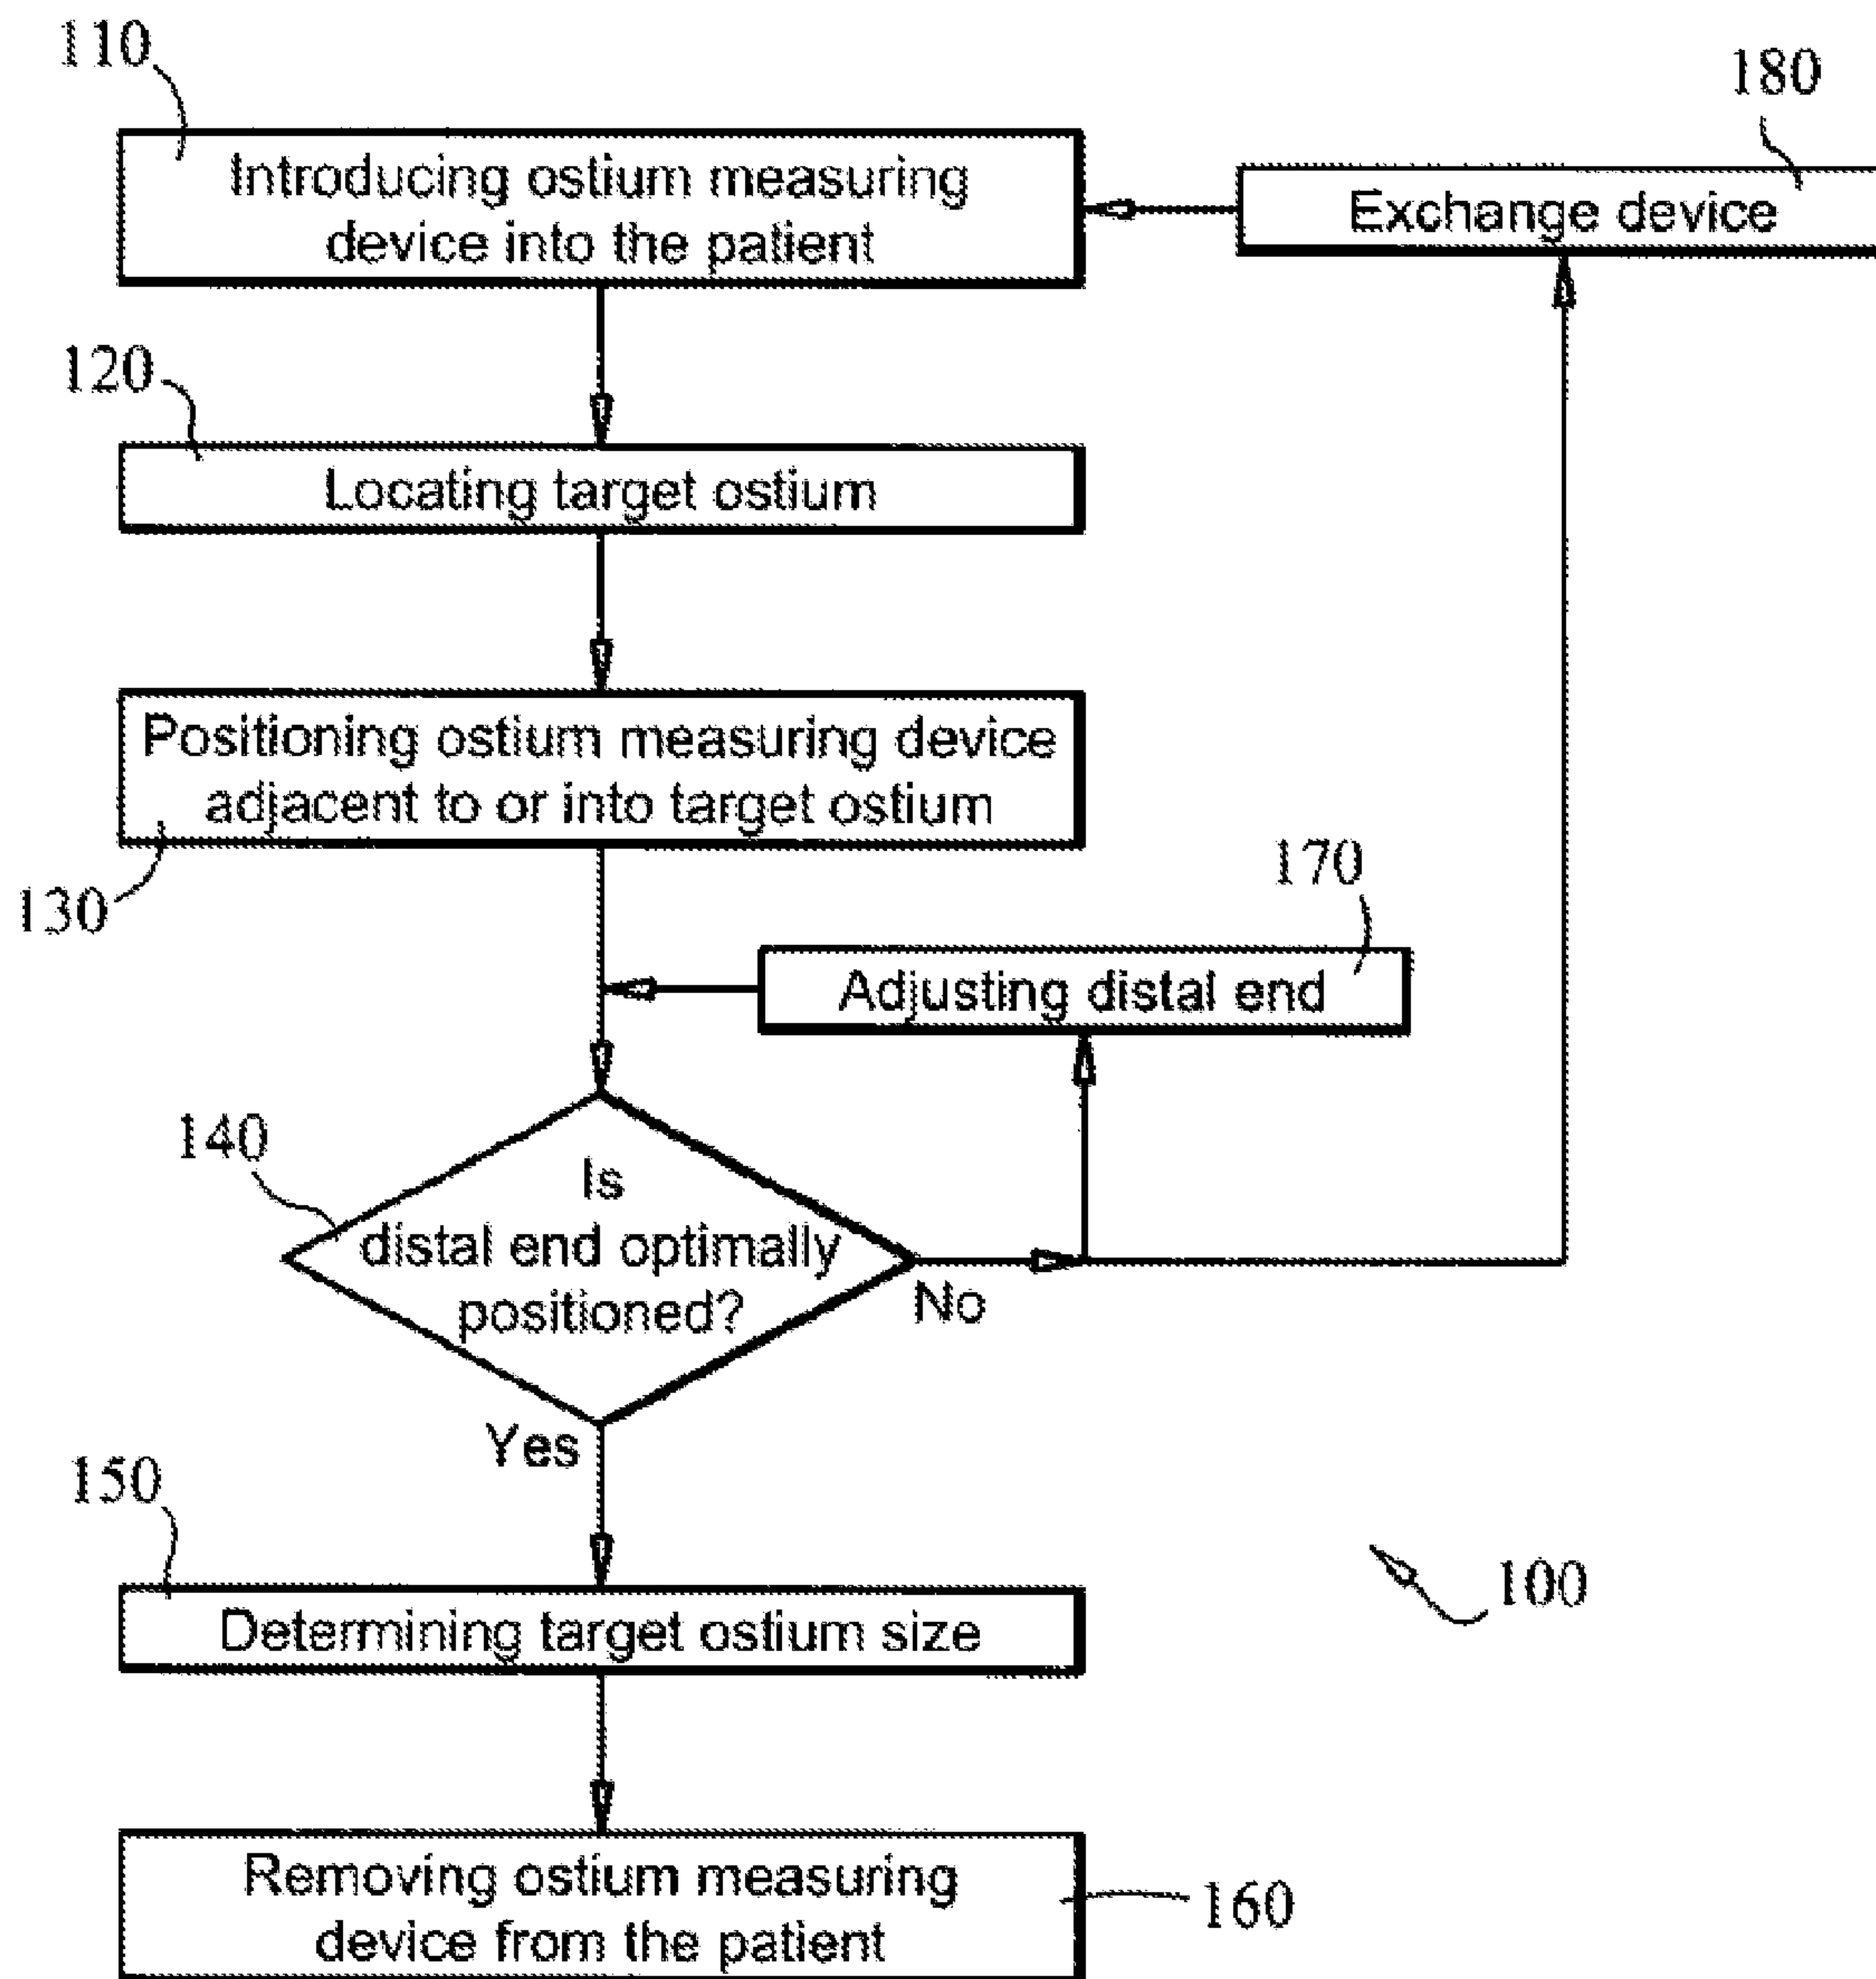 110
180
Introducing ostium measuring
device into the patient
Exchange device
120
Locating target ostium
Positioning ostium measuring device
adjacent to or into target ostium
130
170
Adjusting distal end
140
Is
distal end optimally
positioned?
No
Yes
150
Determining target ostium size
100
Removing ostium measuring
device from the patient
160